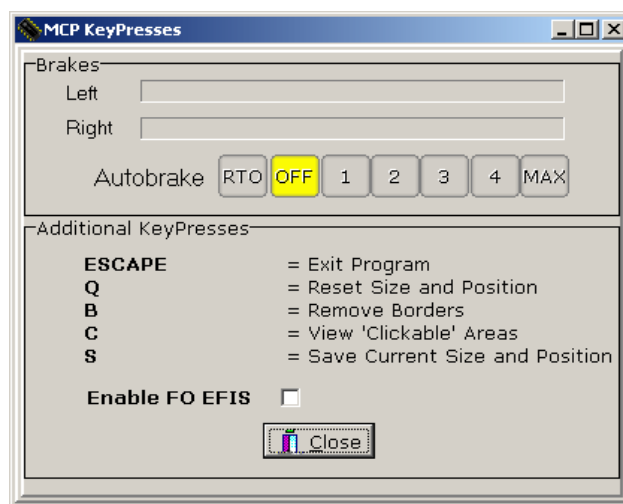 MCP KeyPresses
Brakes
Left
Right
Autobrake RTO OFF 1 2 3 4 MAX
Additional KeyPresses
ESCAPE = Exit Program
Q = Reset Size and Position
B = Remove Borders
C = View 'Clickable' Areas
S = Save Current Size and Position
Enable FO EFIS
Close